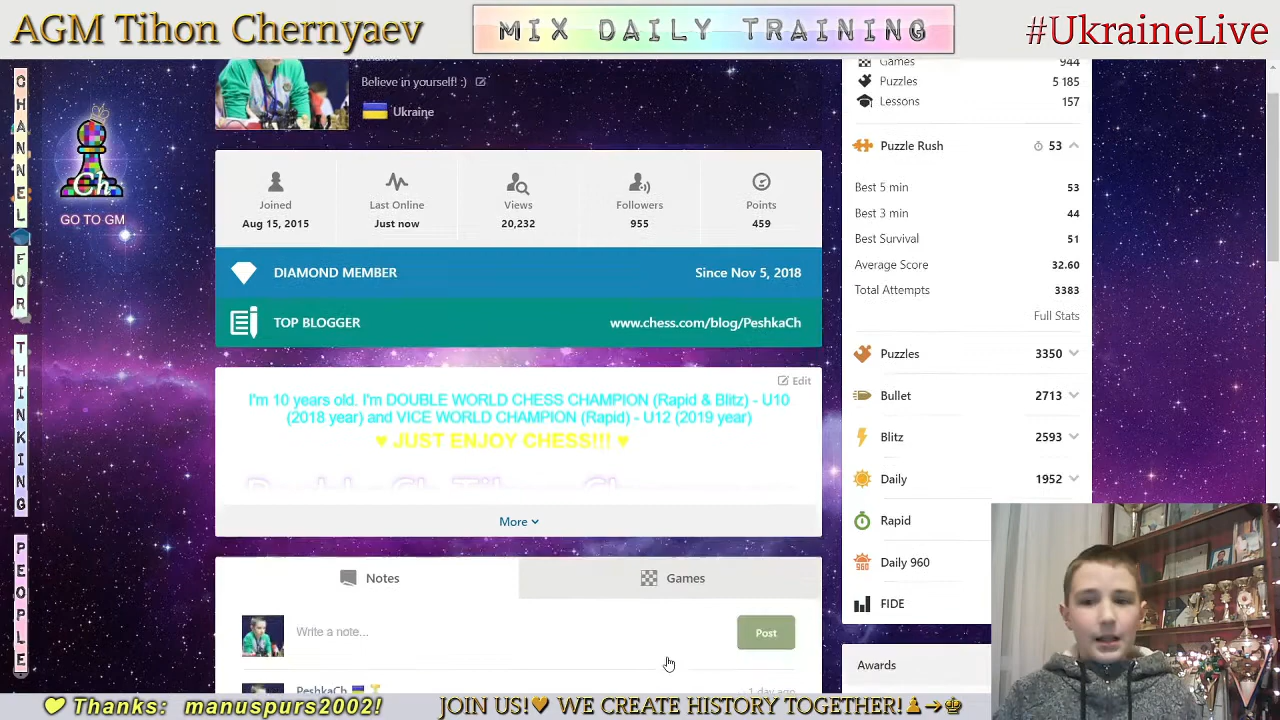 AGM Tihon Chernyaev
MIX DAILY TRAINING
#UkraineLive
CHANNEL FOR THINKING PEOPLE
Ch
GO TO GM
Believe in yourself! :)
Ukraine
Joined
Aug 15, 2015
Last Online
Just now
Views
20,232
Followers
955
Points
459
DIAMOND MEMBER
Since Nov 5, 2018
TOP BLOGGER
www.chess.com/blog/PeshkaCh
Edit
I'm 10 years old. I'm DOUBLE WORLD CHESS CHAMPION (Rapid & Blitz) - U10
(2018 year) and VICE WORLD CHAMPION (Rapid) - U12 (2019 year)
♥ JUST ENJOY CHESS!!! ♥
More
Notes
Games
Write a note...
Post
PeshkaCh
1 day ago
Games 944
Puzzles 5 185
Lessons 157
Puzzle Rush 53
Best 5 min 53
Best 3 min 44
Best Survival 51
Average Score 32.60
Total Attempts 3383
Full Stats
Puzzles 3350
Bullet 2713
Blitz 2593
Daily 1952
Rapid
Daily 960
FIDE
Awards
Thanks: manuspurs2002!
JOIN US!♥ WE CREATE HISTORY TOGETHER!♟→♚